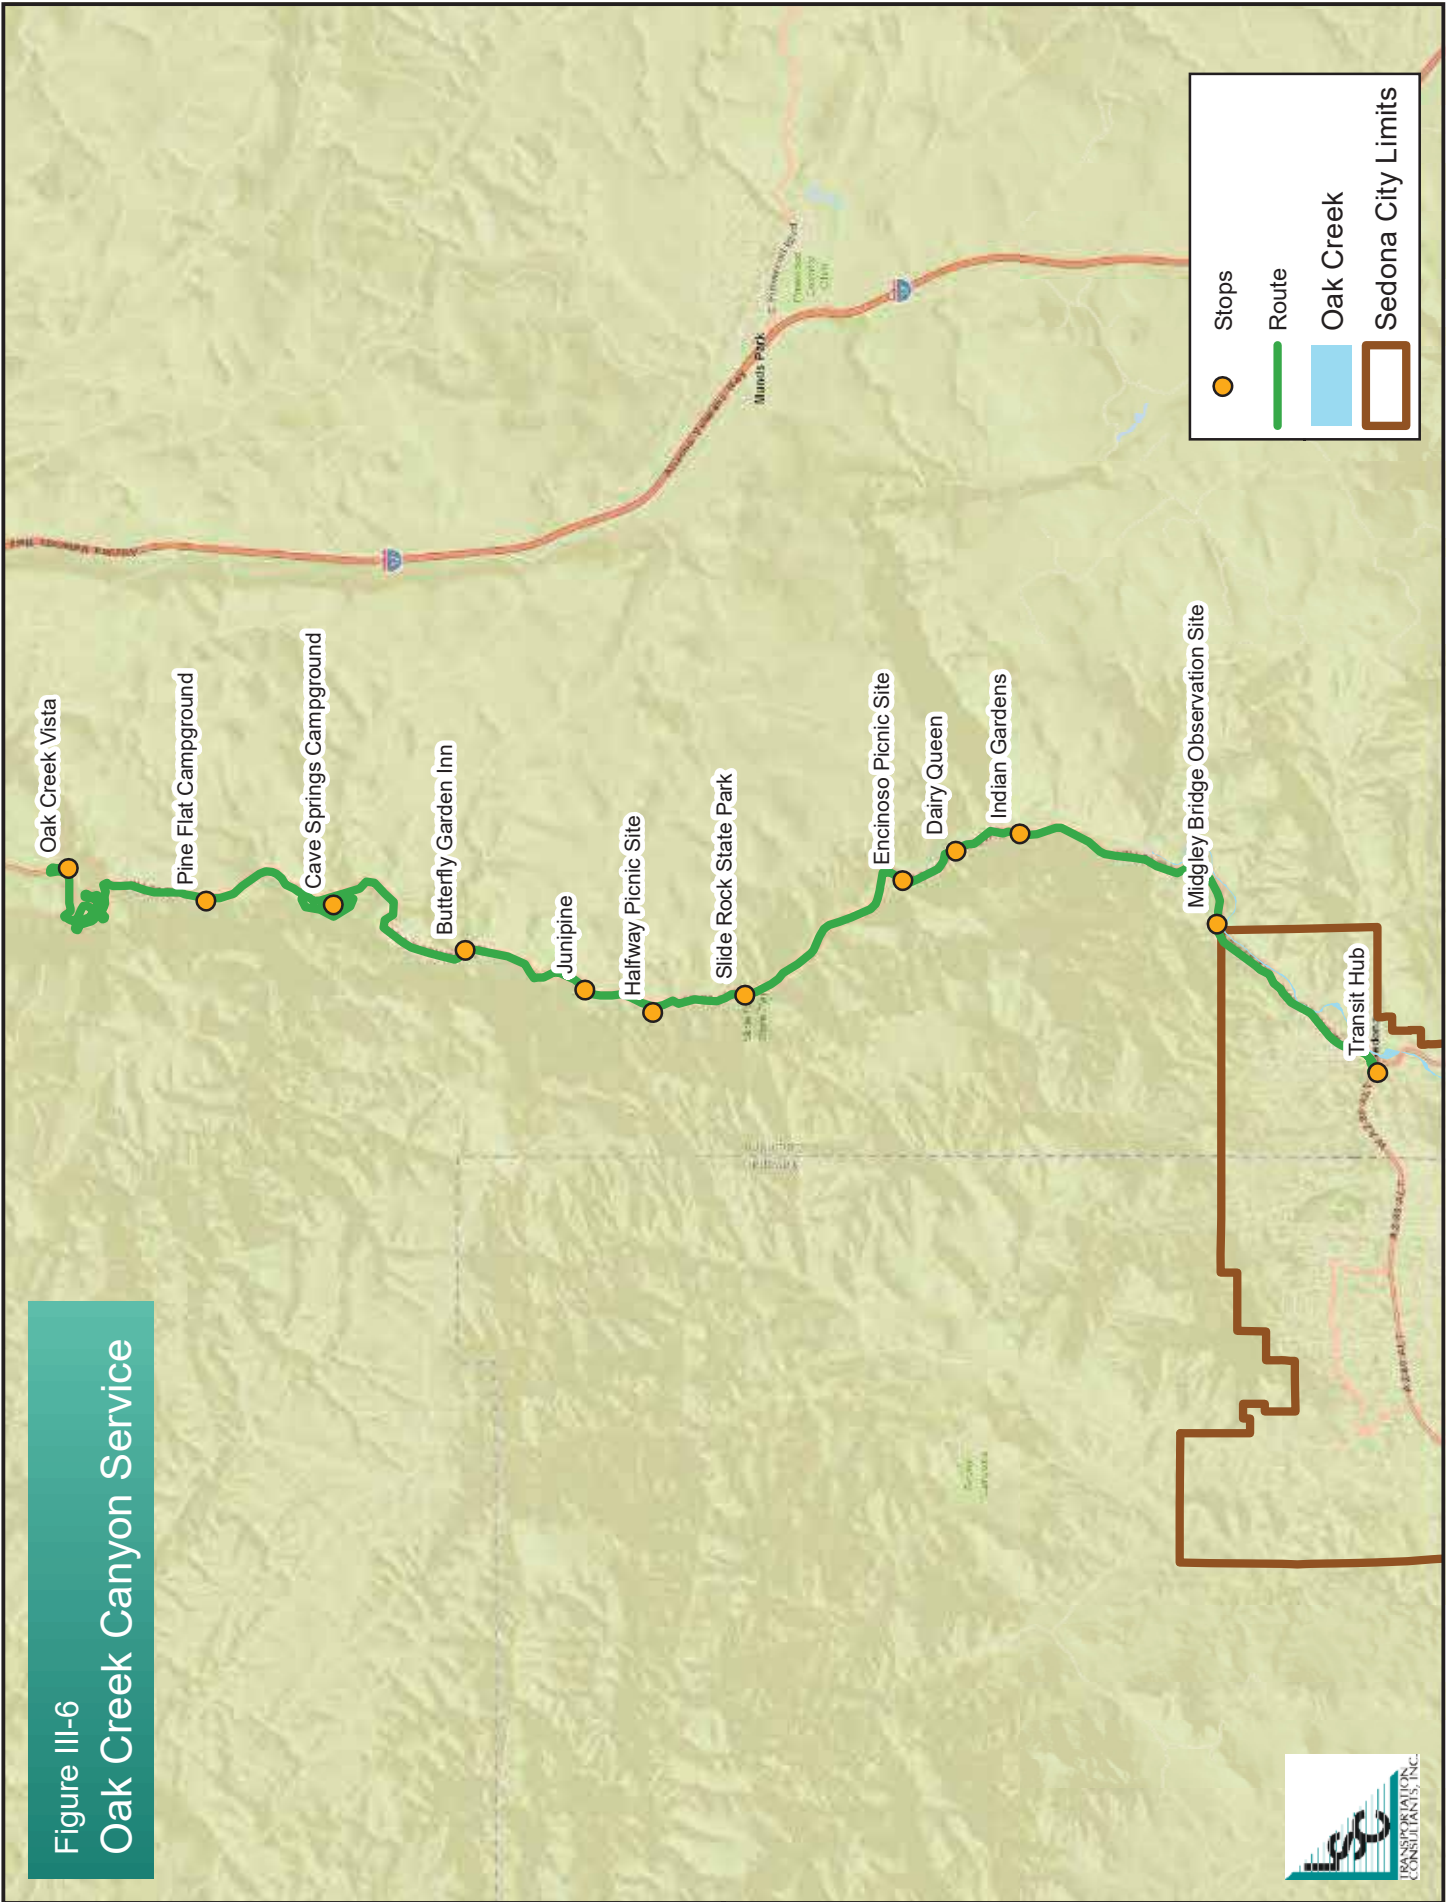 Figure III-6
Oak Creek Canyon Service
Oak Creek Vista
Pine Flat Campground
Cave Springs Campground
Butterfly Garden Inn
Junipine
Halfway Picnic Site
Slide Rock State Park
Encinoso Picnic Site
Dairy Queen
Indian Gardens
Midgley Bridge Observation Site
Transit Hub
Munds Park
Stops
Route
Oak Creek
Sedona City Limits
LSC
TRANSPORTATION
CONSULTANTS, INC.